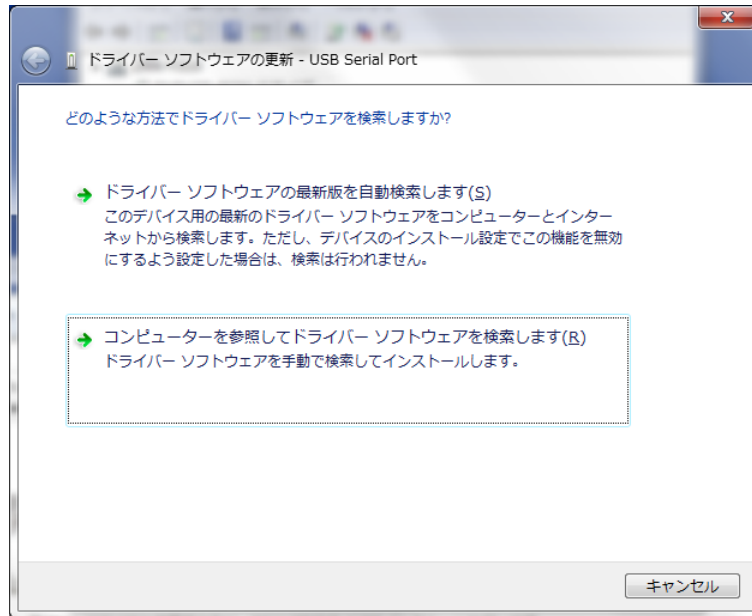 ドライバー ソフトウェアの更新 - USB Serial Port
どのような方法でドライバー ソフトウェアを検索しますか?
ドライバー ソフトウェアの最新版を自動検索します(S)
このデバイス用の最新のドライバー ソフトウェアをコンピューターとインター
ネットから検索します。ただし、デバイスのインストール設定でこの機能を無効
にするよう設定した場合は、検索は行われません。
コンピューターを参照してドライバー ソフトウェアを検索します(R)
ドライバー ソフトウェアを手動で検索してインストールします。
キャンセル